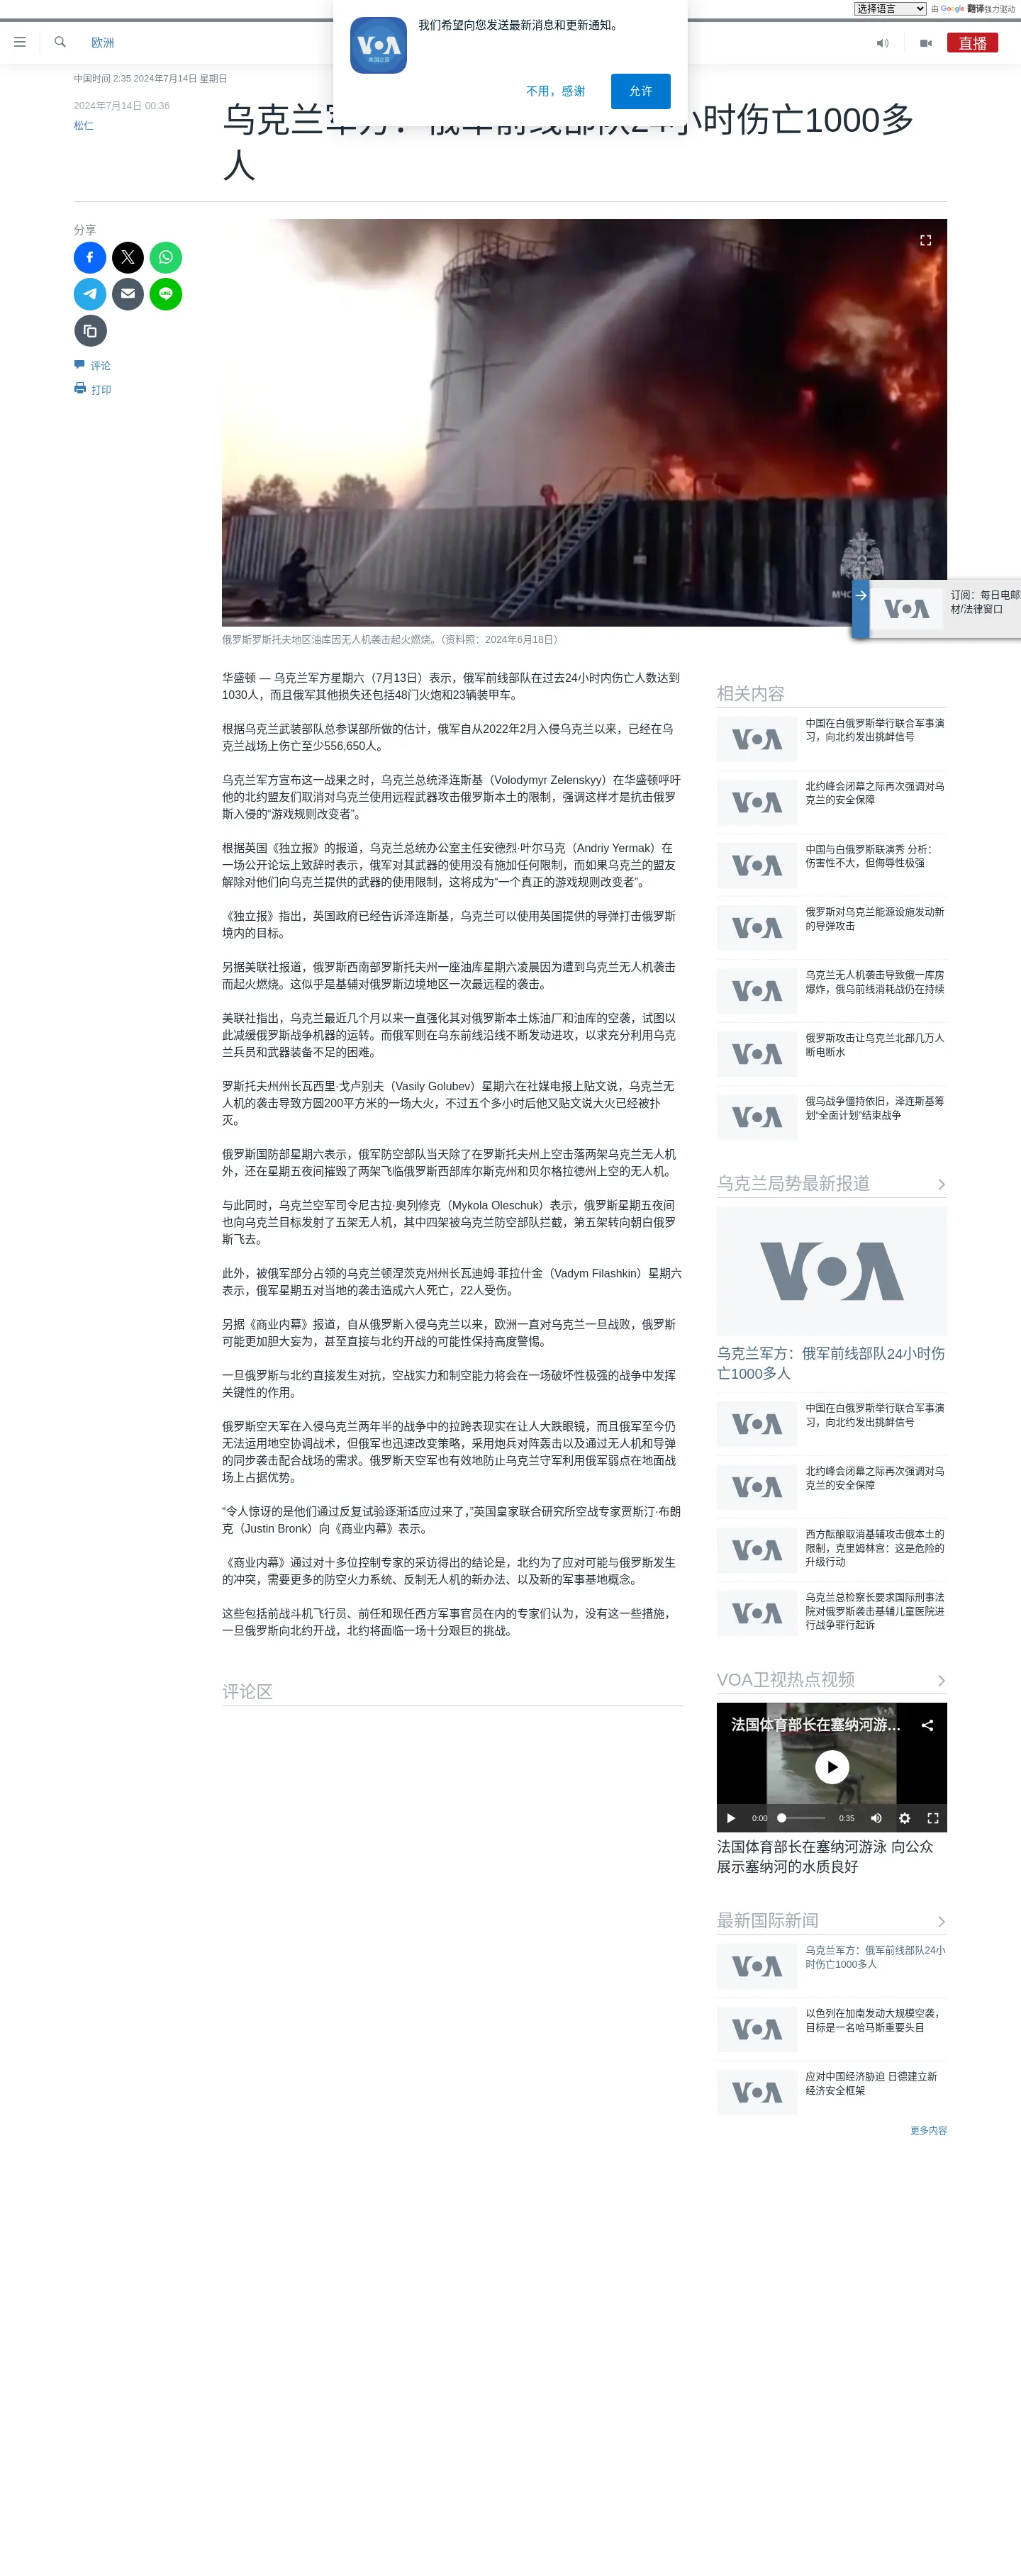 选择语言
由 Google 翻译强力驱动
我们希望向您发送最新消息和更新通知。
VOA
美国之音
不用，感谢
允许
欧洲
直播
中国时间 2:35 2024年7月14日 星期日
2024年7月14日 00:36
松仁
乌克兰军方：俄军前线部队24小时伤亡1000多
人
分享
LINE
评论
打印
МЧС
VOA
订阅：每日电邮
材/法律窗口
俄罗斯罗斯托夫地区油库因无人机袭击起火燃烧。（资料照：2024年6月18日）
华盛顿 — 乌克兰军方星期六（7月13日）表示，俄军前线部队在过去24小时内伤亡人数达到
1030人，而且俄军其他损失还包括48门火炮和23辆装甲车。
根据乌克兰武装部队总参谋部所做的估计，俄军自从2022年2月入侵乌克兰以来，已经在乌
克兰战场上伤亡至少556,650人。
乌克兰军方宣布这一战果之时，乌克兰总统泽连斯基（Volodymyr Zelenskyy）在华盛顿呼吁
他的北约盟友们取消对乌克兰使用远程武器攻击俄罗斯本土的限制，强调这样才是抗击俄罗
斯入侵的“游戏规则改变者”。
根据英国《独立报》的报道，乌克兰总统办公室主任安德烈·叶尔马克（Andriy Yermak）在
一场公开论坛上致辞时表示，俄军对其武器的使用没有施加任何限制，而如果乌克兰的盟友
解除对他们向乌克兰提供的武器的使用限制，这将成为“一个真正的游戏规则改变者”。
《独立报》指出，英国政府已经告诉泽连斯基，乌克兰可以使用英国提供的导弹打击俄罗斯
境内的目标。
另据美联社报道，俄罗斯西南部罗斯托夫州一座油库星期六凌晨因为遭到乌克兰无人机袭击
而起火燃烧。这似乎是基辅对俄罗斯边境地区一次最远程的袭击。
美联社指出，乌克兰最近几个月以来一直强化其对俄罗斯本土炼油厂和油库的空袭，试图以
此减缓俄罗斯战争机器的运转。而俄军则在乌东前线沿线不断发动进攻，以求充分利用乌克
兰兵员和武器装备不足的困难。
罗斯托夫州州长瓦西里·戈卢别夫（Vasily Golubev）星期六在社媒电报上贴文说，乌克兰无
人机的袭击导致方圆200平方米的一场大火，不过五个多小时后他又贴文说大火已经被扑
灭。
俄罗斯国防部星期六表示，俄军防空部队当天除了在罗斯托夫州上空击落两架乌克兰无人机
外，还在星期五夜间摧毁了两架飞临俄罗斯西部库尔斯克州和贝尔格拉德州上空的无人机。
与此同时，乌克兰空军司令尼古拉·奥列修克（Mykola Oleschuk）表示，俄罗斯星期五夜间
也向乌克兰目标发射了五架无人机，其中四架被乌克兰防空部队拦截，第五架转向朝白俄罗
斯飞去。
此外，被俄军部分占领的乌克兰顿涅茨克州州长瓦迪姆·菲拉什金（Vadym Filashkin）星期六
表示，俄军星期五对当地的袭击造成六人死亡，22人受伤。
另据《商业内幕》报道，自从俄罗斯入侵乌克兰以来，欧洲一直对乌克兰一旦战败，俄罗斯
可能更加胆大妄为，甚至直接与北约开战的可能性保持高度警惕。
一旦俄罗斯与北约直接发生对抗，空战实力和制空能力将会在一场破坏性极强的战争中发挥
关键性的作用。
俄罗斯空天军在入侵乌克兰两年半的战争中的拉跨表现实在让人大跌眼镜，而且俄军至今仍
无法运用地空协调战术，但俄军也迅速改变策略，采用炮兵对阵轰击以及通过无人机和导弹
的同步袭击配合战场的需求。俄罗斯天空军也有效地防止乌克兰守军利用俄军弱点在地面战
场上占据优势。
“令人惊讶的是他们通过反复试验逐渐适应过来了，”英国皇家联合研究所空战专家贾斯汀·布朗
克（Justin Bronk）向《商业内幕》表示。
《商业内幕》通过对十多位控制专家的采访得出的结论是，北约为了应对可能与俄罗斯发生
的冲突，需要更多的防空火力系统、反制无人机的新办法、以及新的军事基地概念。
这些包括前战斗机飞行员、前任和现任西方军事官员在内的专家们认为，没有这一些措施，
一旦俄罗斯向北约开战，北约将面临一场十分艰巨的挑战。
评论区
相关内容
VOA
中国在白俄罗斯举行联合军事演
习，向北约发出挑衅信号
VOA
北约峰会闭幕之际再次强调对乌
克兰的安全保障
VOA
中国与白俄罗斯联演秀 分析：
伤害性不大，但侮辱性极强
VOA
俄罗斯对乌克兰能源设施发动新
的导弹攻击
VOA
乌克兰无人机袭击导致俄一库房
爆炸，俄乌前线消耗战仍在持续
VOA
俄罗斯攻击让乌克兰北部几万人
断电断水
VOA
俄乌战争僵持依旧，泽连斯基筹
划“全面计划”结束战争
乌克兰局势最新报道
VOA
乌克兰军方：俄军前线部队24小时伤
亡1000多人
VOA
中国在白俄罗斯举行联合军事演
习，向北约发出挑衅信号
VOA
北约峰会闭幕之际再次强调对乌
克兰的安全保障
VOA
西方酝酿取消基辅攻击俄本土的
限制，克里姆林宫：这是危险的
升级行动
VOA
乌克兰总检察长要求国际刑事法
院对俄罗斯袭击基辅儿童医院进
行战争罪行起诉
VOA卫视热点视频
法国体育部长在塞纳河游...
VOA
0:00
0:35
法国体育部长在塞纳河游泳 向公众
展示塞纳河的水质良好
最新国际新闻
VOA
乌克兰军方：俄军前线部队24小
时伤亡1000多人
VOA
以色列在加南发动大规模空袭，
目标是一名哈马斯重要头目
VOA
应对中国经济胁迫 日德建立新
经济安全框架
更多内容